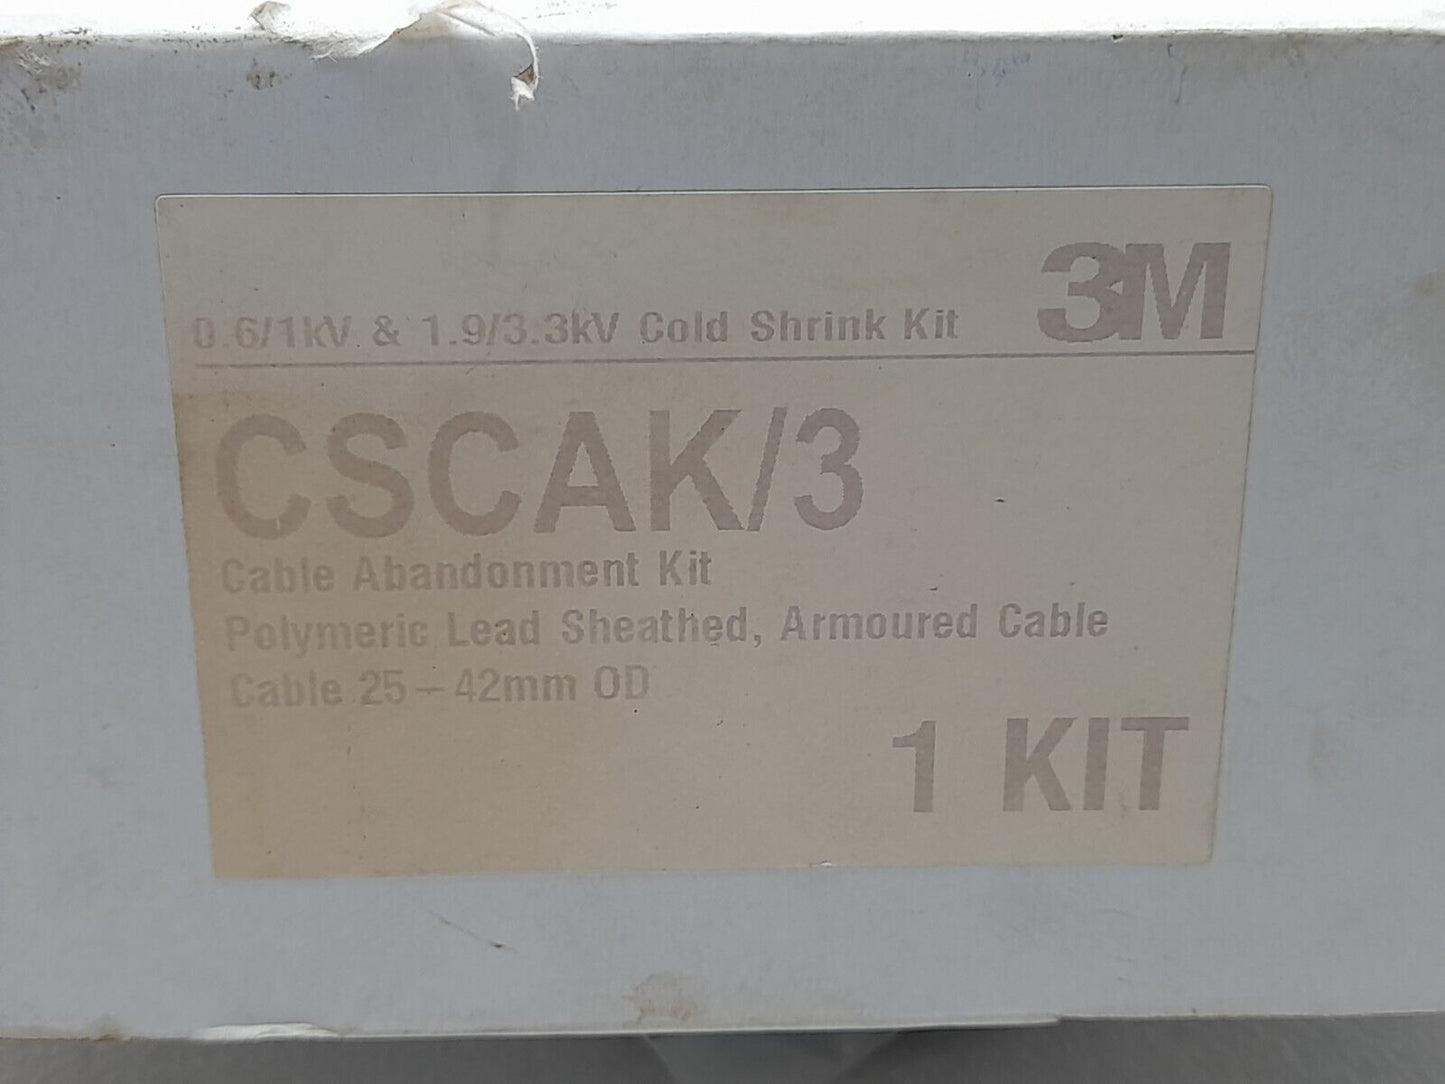 3M
0.6/1kV & 1.9/3.3kV Cold Shrink Kit
CSCAK/3
Cable Abandonment Kit
Polymeric Lead Sheathed, Armoured Cable
Cable 25 – 42mm OD
1 KIT